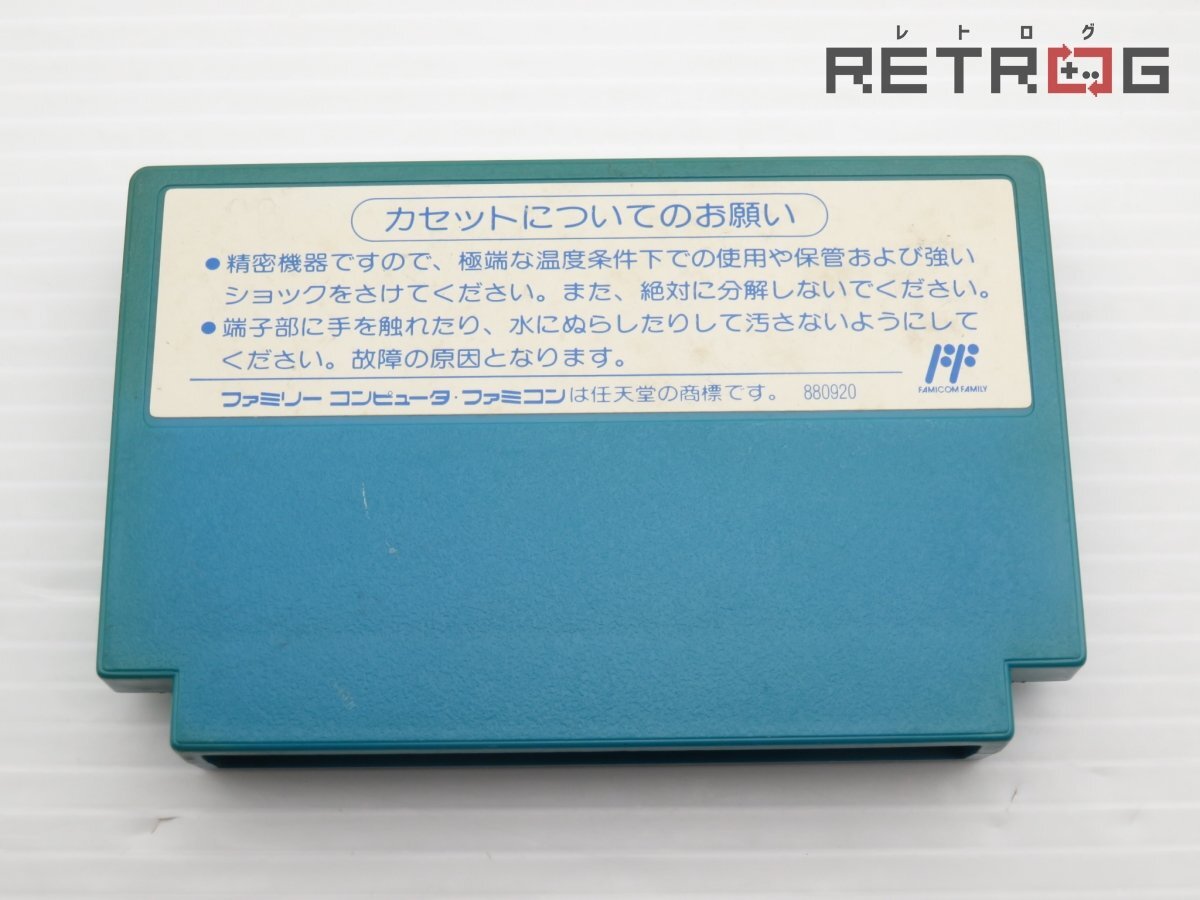 レトログ
RETROG
カセットについてのお願い
●精密機器ですので、極端な温度条件下での使用や保管および強い
ショックをさけてください。また、絶対に分解しないでください。
●端子部に手を触れたり、水にぬらしたりして汚さないようにして
ください。故障の原因となります。
ファミリーコンピュータ・ファミコンは任天堂の商標です。 880920
FAMICOM FAMILY